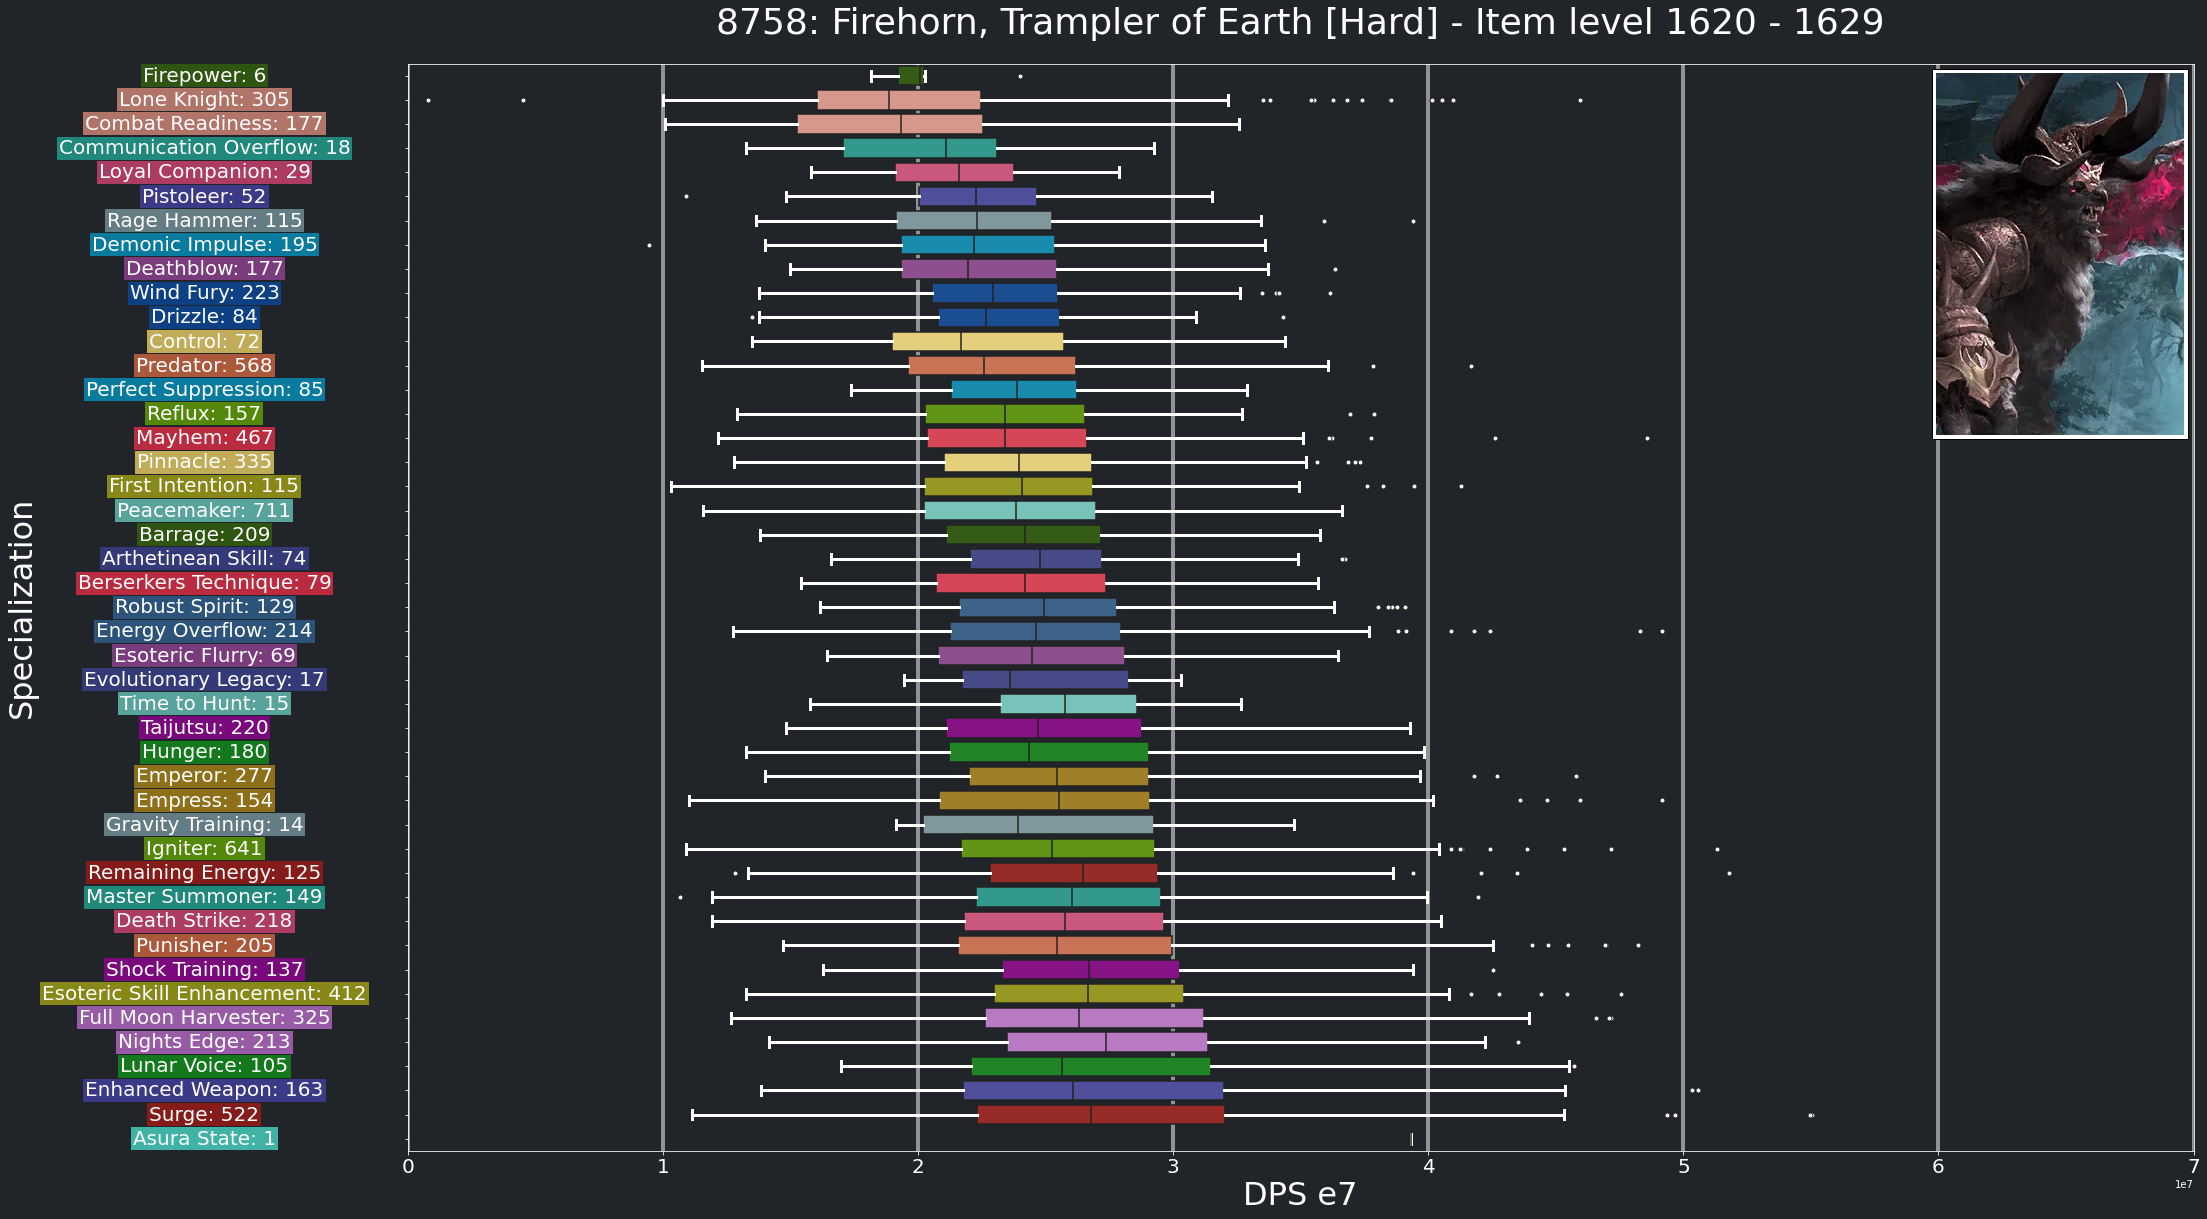 8758: Firehorn, Trampler of Earth [Hard] - Item level 1620 - 1629
Specialization
Firepower: 6
Lone Knight: 305
Combat Readiness: 177
Communication Overflow: 18
Loyal Companion: 29
Pistoleer: 52
Rage Hammer: 115
Demonic Impulse: 195
Deathblow: 177
Wind Fury: 223
Drizzle: 84
Control: 72
Predator: 568
Perfect Suppression: 85
Reflux: 157
Mayhem: 467
Pinnacle: 335
First Intention: 115
Peacemaker: 711
Barrage: 209
Arthetinean Skill: 74
Berserkers Technique: 79
Robust Spirit: 129
Energy Overflow: 214
Esoteric Flurry: 69
Evolutionary Legacy: 17
Time to Hunt: 15
Taijutsu: 220
Hunger: 180
Emperor: 277
Empress: 154
Gravity Training: 14
Igniter: 641
Remaining Energy: 125
Master Summoner: 149
Death Strike: 218
Punisher: 205
Shock Training: 137
Esoteric Skill Enhancement: 412
Full Moon Harvester: 325
Nights Edge: 213
Lunar Voice: 105
Enhanced Weapon: 163
Surge: 522
Asura State: 1
0 1 2 3 4 5 6 7
1e7
DPS e7